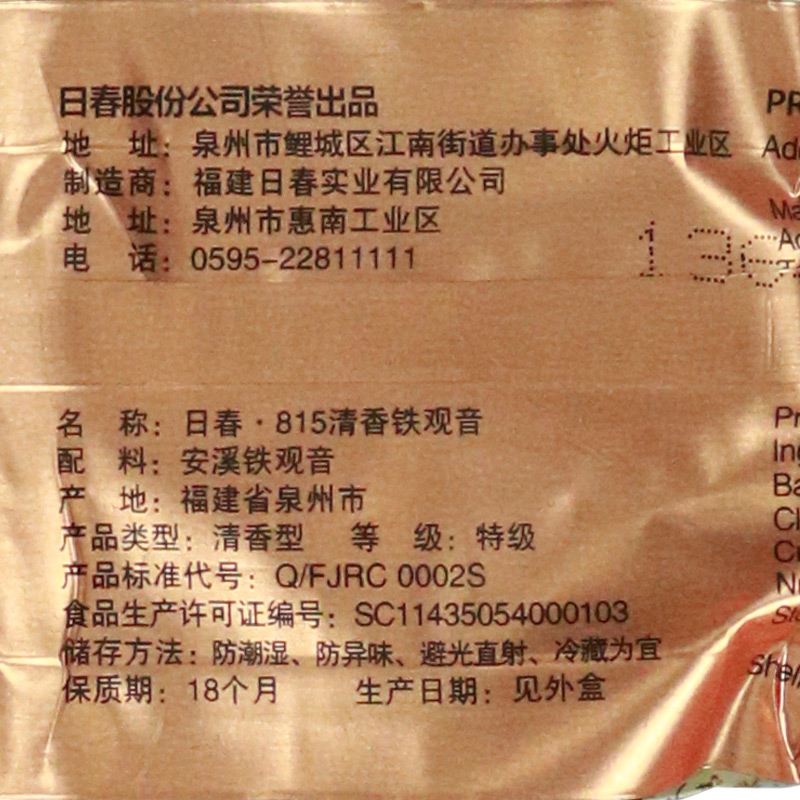 日春股份公司荣誉出品
地 址：泉州市鲤城区江南街道办事处火炬工业区
制造商：福建日春实业有限公司
地 址：泉州市惠南工业区
电 话：0595-22811111
名 称：日春·815清香铁观音
配 料：安溪铁观音
产 地：福建省泉州市
产品类型：清香型 等 级：特级
产品标准代号：Q/FJRC 0002S
食品生产许可证编号：SC11435054000103
储存方法：防潮湿、防异味、避光直射、冷藏为宜
保质期：18个月 生产日期：见外盒